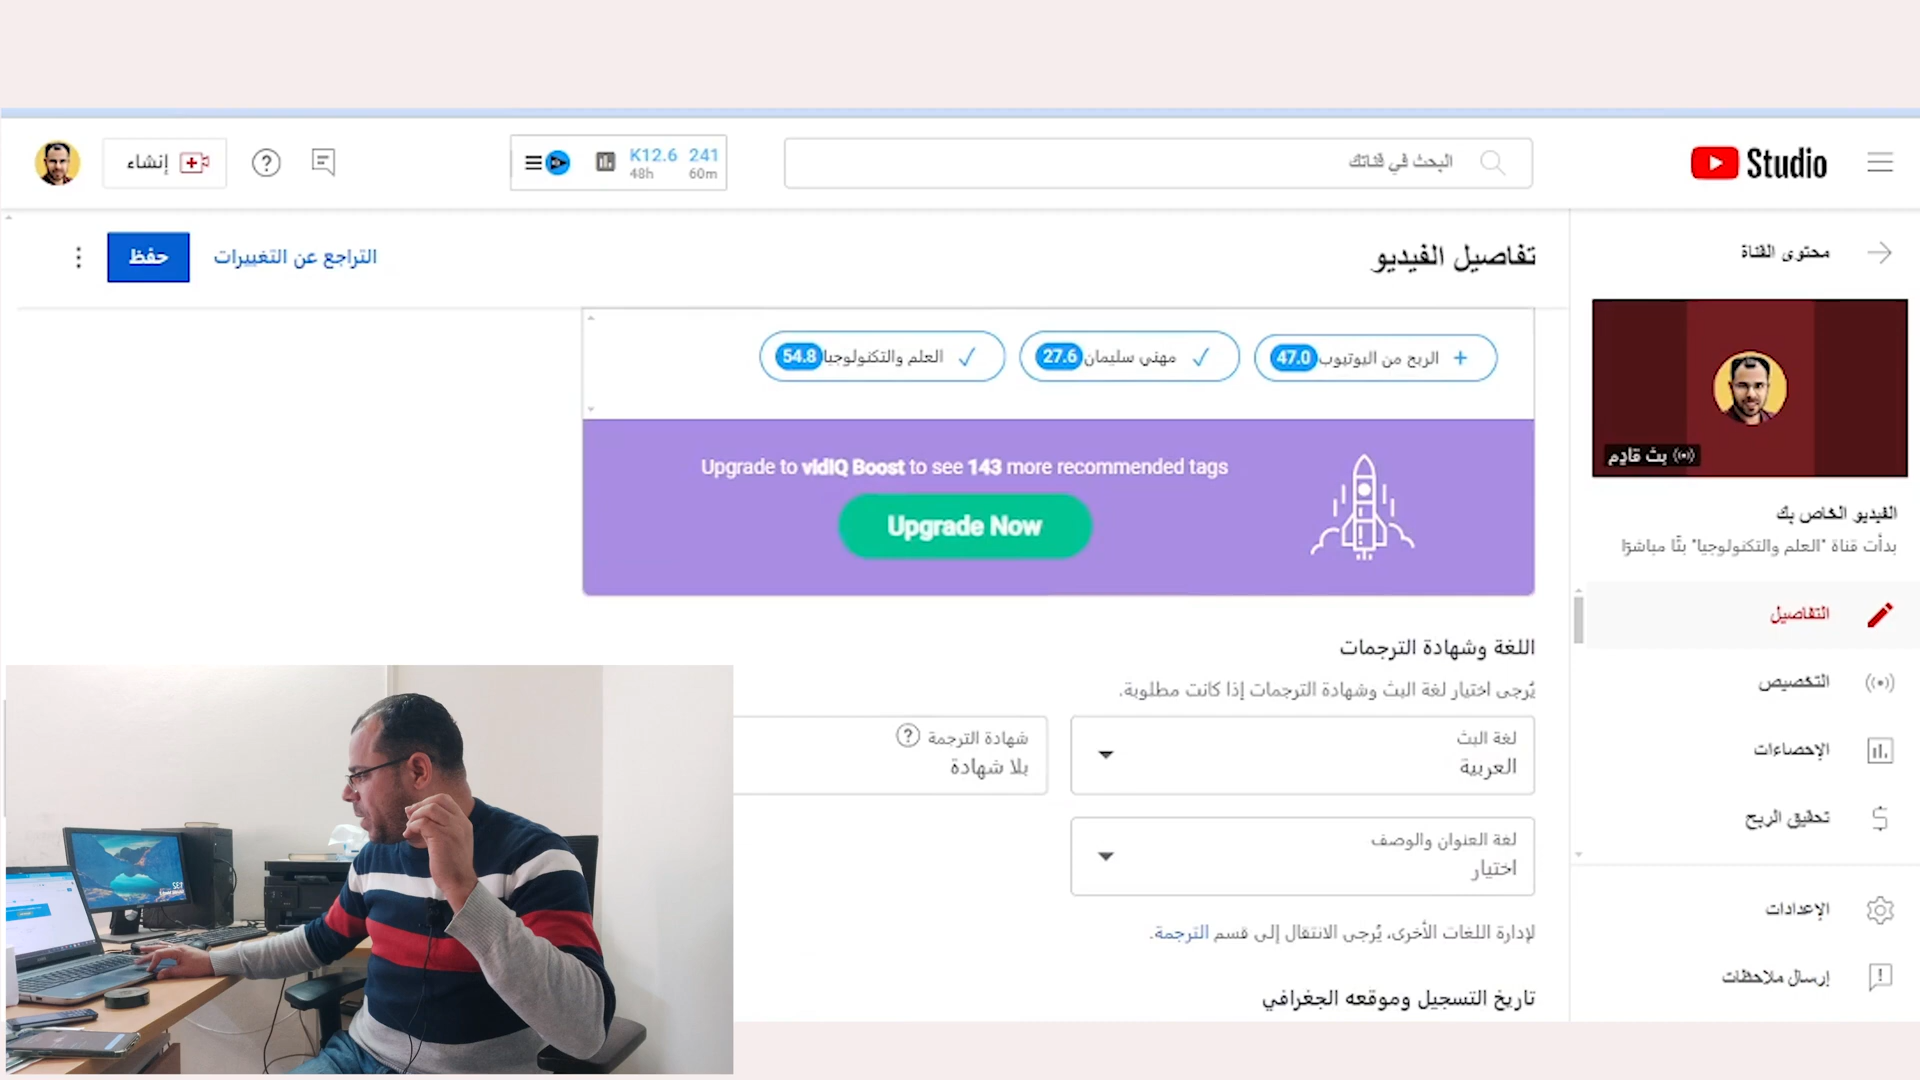 Studio
البحث في قناتك
K12.6 241
48h 60m
إنشاء
محتوى القناة
بث قادم
الفيديو الخاص بك
بدأت قناة "العلم والتكنولوجيا" بثًا مباشرًا
التفاصيل
التخصيص
الإحصاءات
تحقيق الربح
الإعدادات
إرسال ملاحظات
تفاصيل الفيديو
التراجع عن التغييرات
حفظ
الربح من اليوتيوب 47.0
مهني سليمان 27.6
العلم والتكنولوجيا 54.8
Upgrade to vidIQ Boost to see 143 more recommended tags
Upgrade Now
اللغة وشهادة الترجمات
يُرجى اختيار لغة البث وشهادة الترجمات إذا كانت مطلوبة.
لغة البث
العربية
شهادة الترجمة
بلا شهادة
لغة العنوان والوصف
اختيار
لإدارة اللغات الأخرى، يُرجى الانتقال إلى قسم الترجمة.
تاريخ التسجيل وموقعه الجغرافي